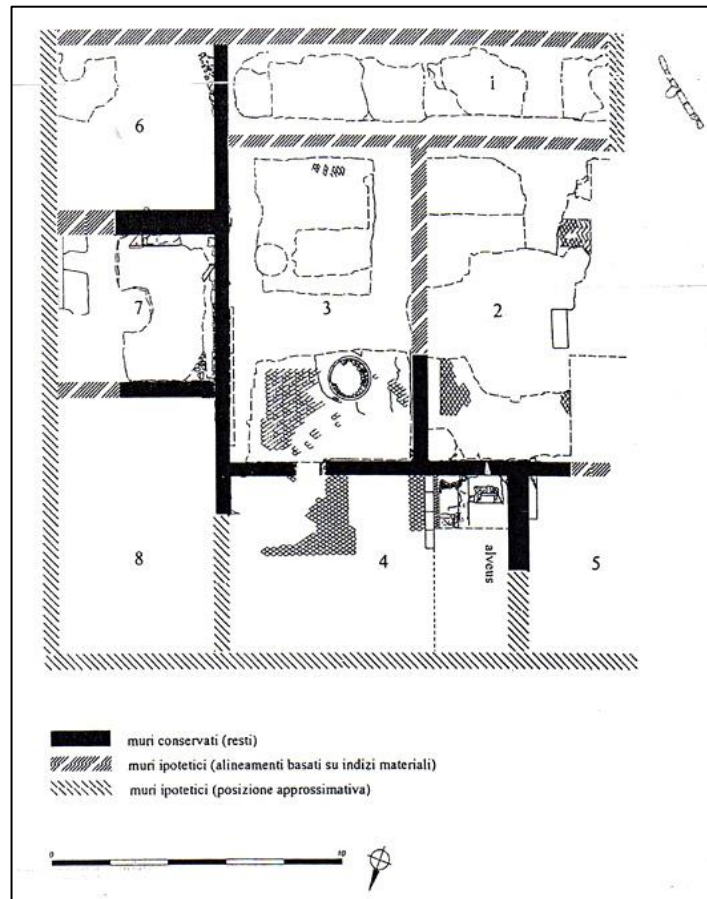 1
6
7
3
2
8
4
alveus
5
muri conservati (resti)
muri ipotetici (alineamenti basati su indizi materiali)
muri ipotetici (posizione approssimativa)
0 10